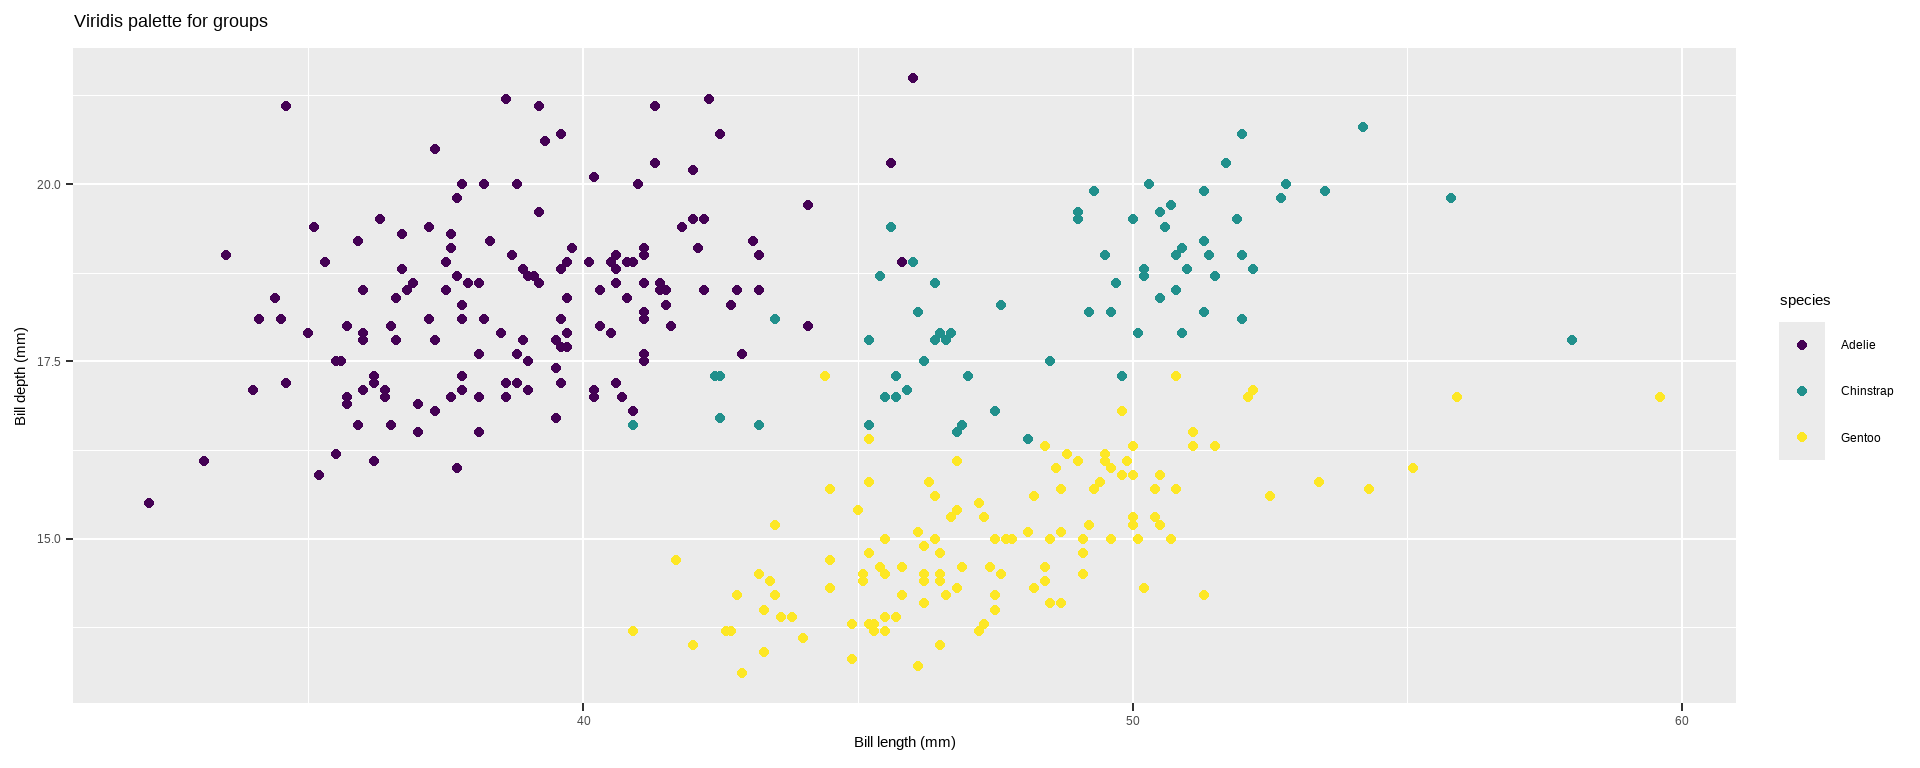 Viridis palette for groups
20.0
17.5
15.0
Bill depth (mm)
40
50
60
Bill length (mm)
species
Adelie
Chinstrap
Gentoo